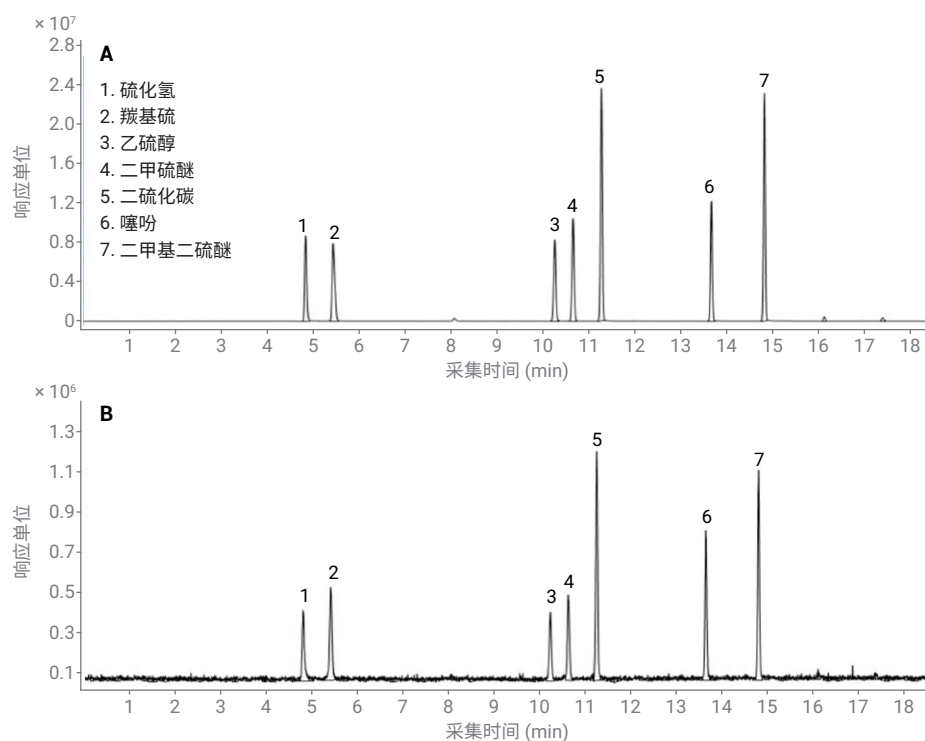 × 10⁷
A
2.8
2.4
2.0
1.6
1.2
0.8
0.4
0
响应单位
1. 硫化氢
2. 羰基硫
3. 乙硫醇
4. 二甲硫醚
5. 二硫化碳
6. 噻吩
7. 二甲基二硫醚
1 2 3 4 5 6 7
1 2 3 4 5 6 7 8 9 10 11 12 13 14 15 16 17 18
采集时间 (min)
× 10⁶
B
1.3
1.1
0.9
0.7
0.5
0.3
0.1
响应单位
1 2 3 4 5 6 7
1 2 3 4 5 6 7 8 9 10 11 12 13 14 15 16 17 18
采集时间 (min)